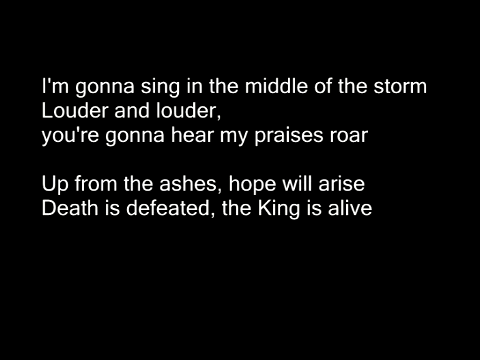 I'm gonna sing in the middle of the storm
Louder and louder,
you're gonna hear my praises roar
Up from the ashes, hope will arise
Death is defeated, the King is alive